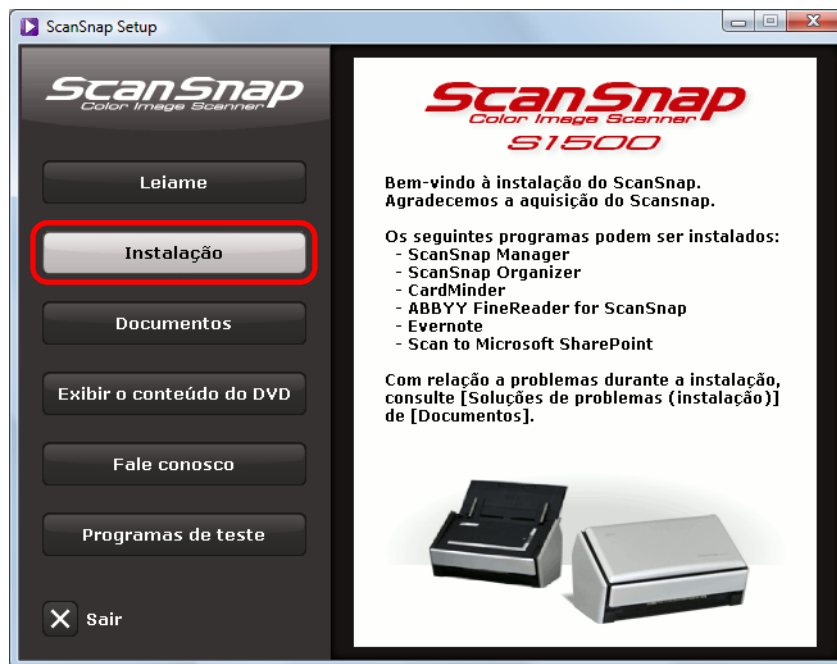 ScanSnap Setup
ScanSnap
Color Image Scanner
Leiame
Instalação
Documentos
Exibir o conteúdo do DVD
Fale conosco
Programas de teste
Sair
ScanSnap
Color Image Scanner
S1500
Bem-vindo à instalação do ScanSnap.
Agradecemos a aquisição do Scansnap.
Os seguintes programas podem ser instalados:
- ScanSnap Manager
- ScanSnap Organizer
- CardMinder
- ABBYY FineReader for ScanSnap
- Evernote
- Scan to Microsoft SharePoint
Com relação a problemas durante a instalação,
consulte [Soluções de problemas (instalação)]
de [Documentos].